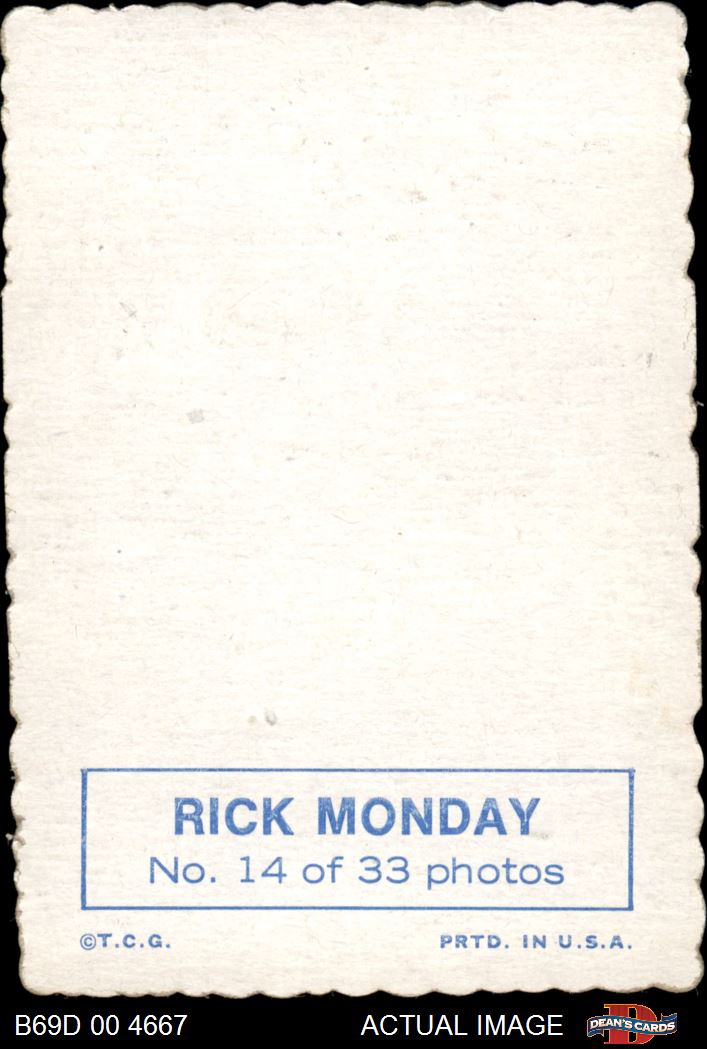 RICK MONDAY
No. 14 of 33 photos
©T.C.G. PRTD. IN U.S.A.
B69D 00 4667 ACTUAL IMAGE DEAN'S CARDS